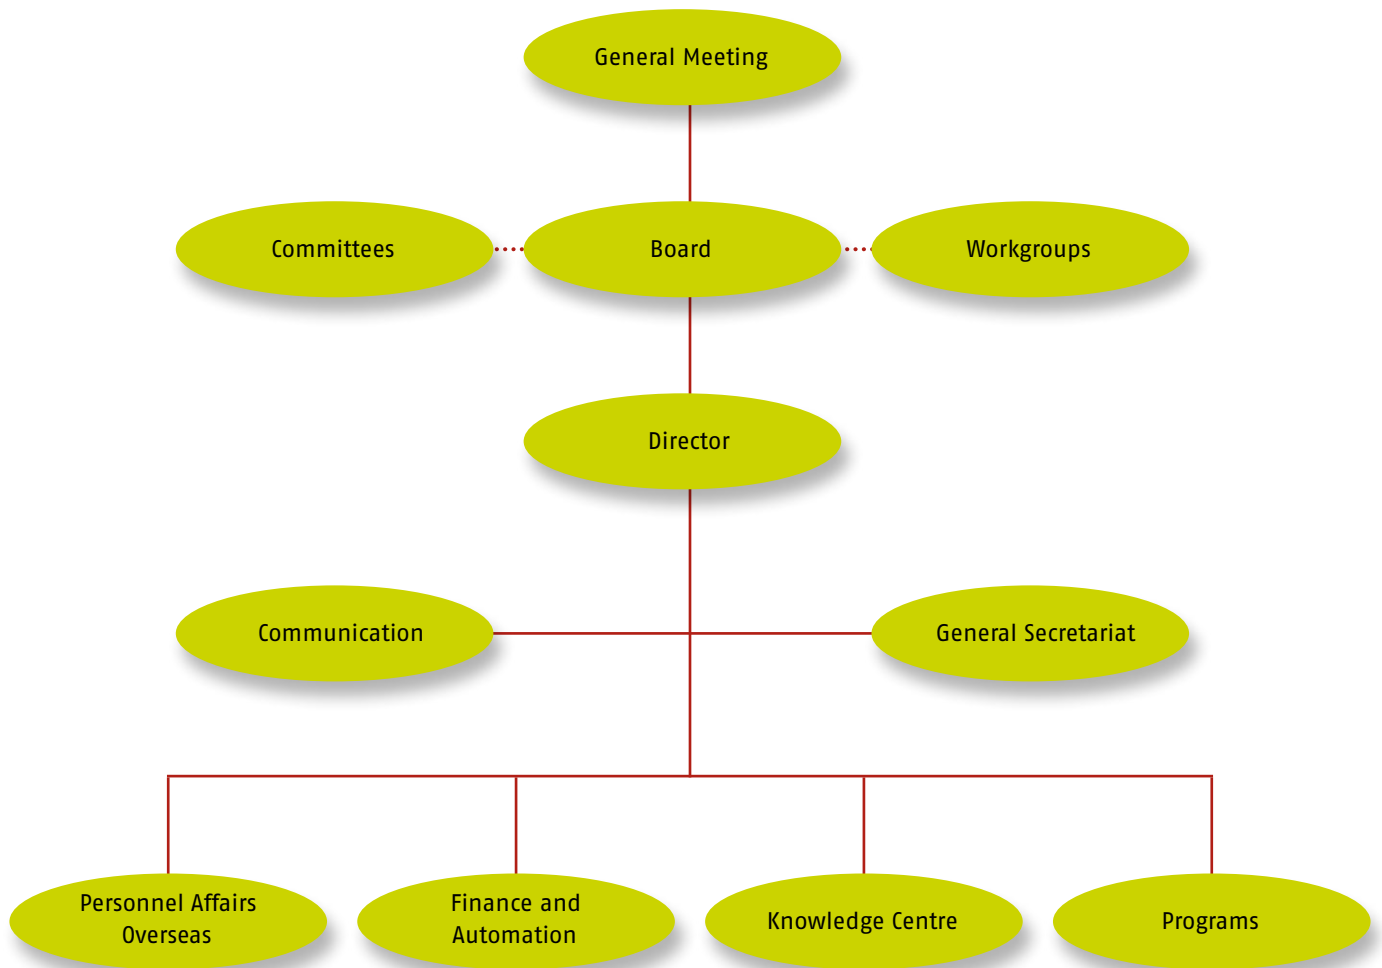 General Meeting
Committees
Board
Workgroups
Director
Communication
General Secretariat
Personnel Affairs
Overseas
Finance and
Automation
Knowledge Centre
Programs